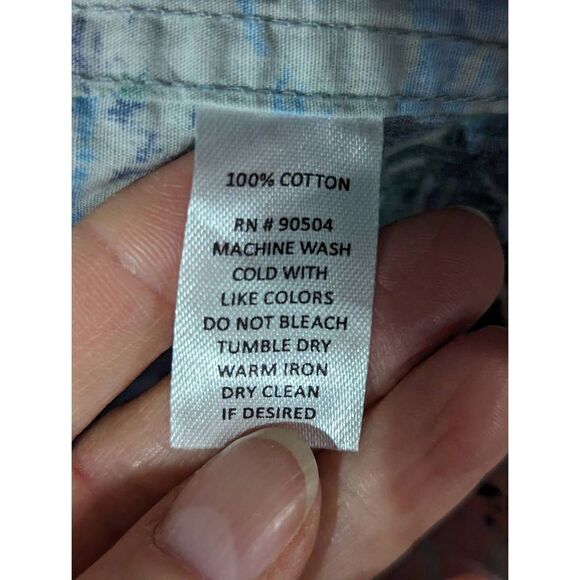 100% COTTON
RN # 90504
MACHINE WASH
COLD WITH
LIKE COLORS
DO NOT BLEACH
TUMBLE DRY
WARM IRON
DRY CLEAN
IF DESIRED